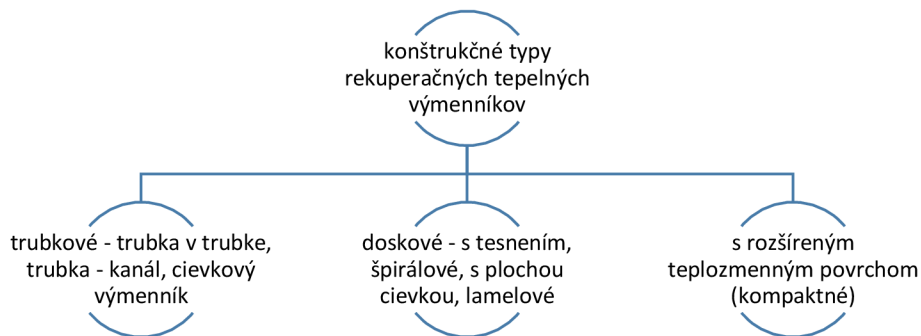 konštrukčné typy
rekuperačných tepelných
výmenníkov
trubkové - trubka v trubke,
trubka - kanál, cievkový
výmenník
doskové - s tesnením,
špirálové, s plochou
cievkou, lamelové
s rozšíreným
teplozmenným povrchom
(kompaktné)